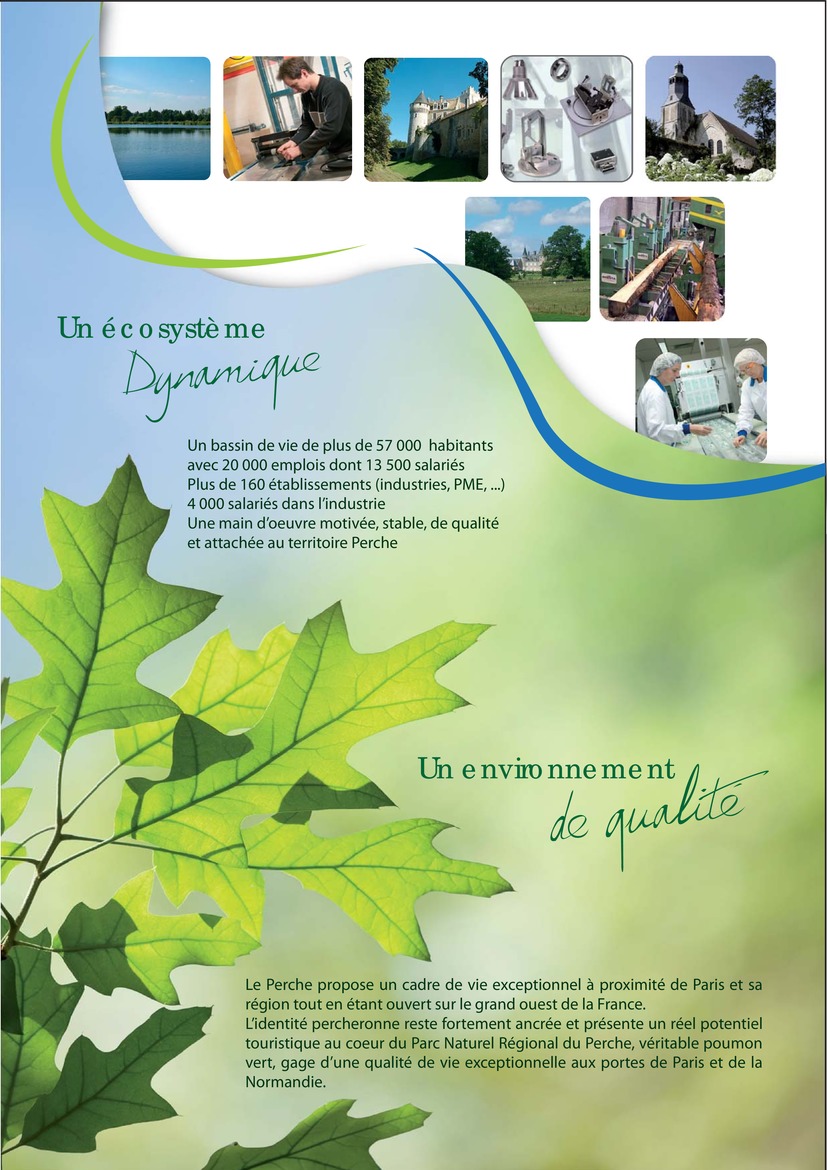 Un écosystème
Dynamique
Un bassin de vie de plus de 57 000 habitants
avec 20 000 emplois dont 13 500 salariés
Plus de 160 établissements (industries, PME, ...)
4 000 salariés dans l'industrie
Une main d'oeuvre motivée, stable, de qualité
et attachée au territoire Perche
Un environnement
de qualité
Le Perche propose un cadre de vie exceptionnel à proximité de Paris et sa
région tout en étant ouvert sur le grand ouest de la France.
L'identité percheronne reste fortement ancrée et présente un réel potentiel
touristique au coeur du Parc Naturel Régional du Perche, véritable poumon
vert, gage d'une qualité de vie exceptionnelle aux portes de Paris et de la
Normandie.